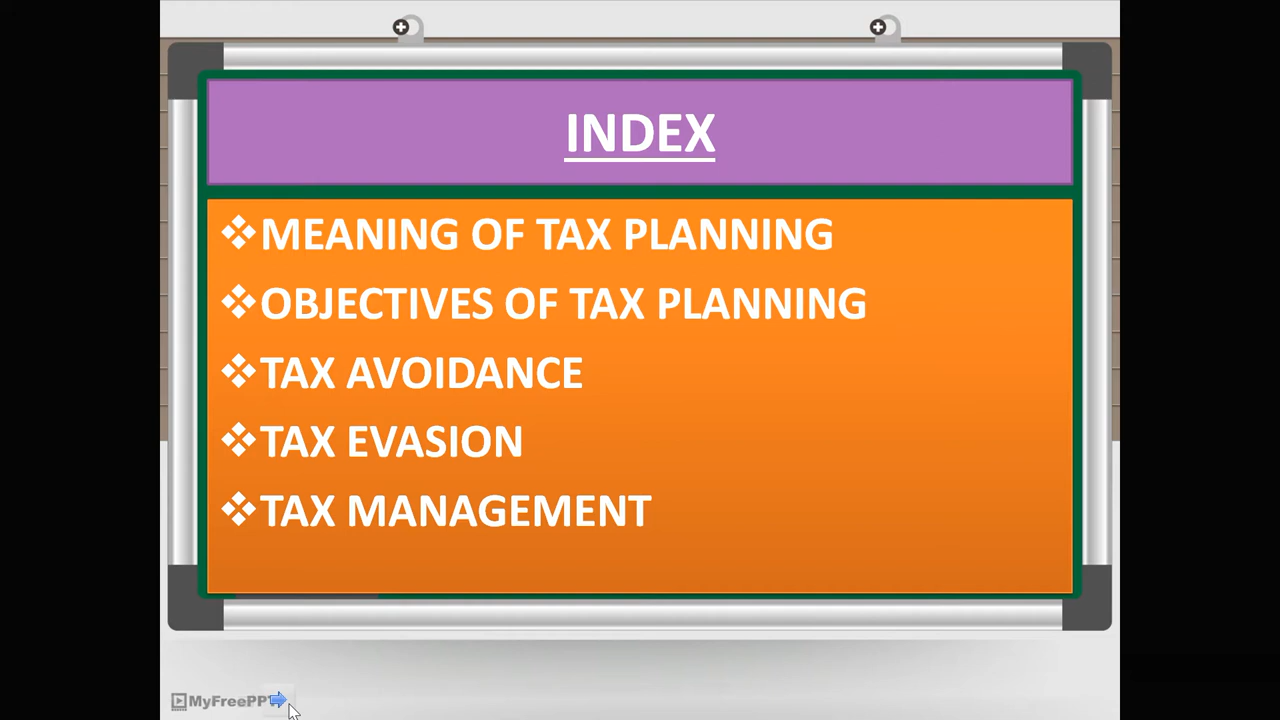 INDEX
❖MEANING OF TAX PLANNING
❖OBJECTIVES OF TAX PLANNING
❖TAX AVOIDANCE
❖TAX EVASION
❖TAX MANAGEMENT
MyFreePP